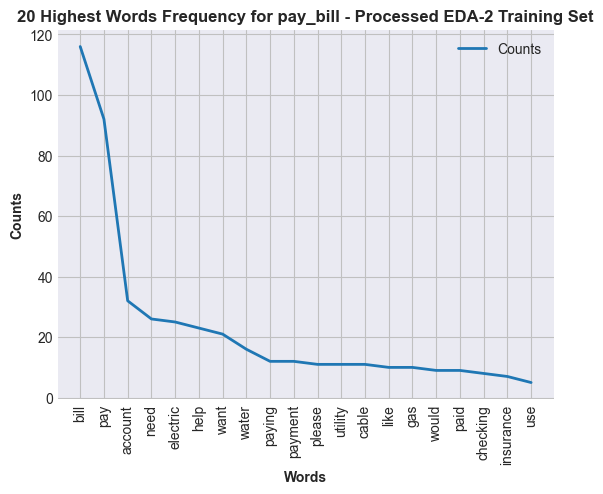 20 Highest Words Frequency for pay_bill - Processed EDA-2 Training Set
Counts
120
100
80
60
40
20
0
Counts
bill
pay
account
need
electric
help
want
water
paying
payment
please
utility
cable
like
gas
would
paid
checking
insurance
use
Words